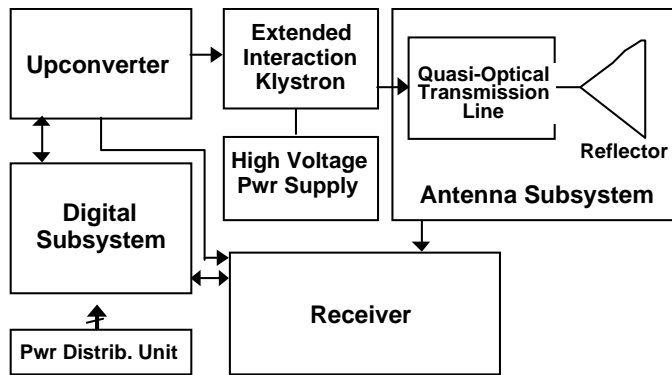 Upconverter
Extended
Interaction
Klystron
Quasi-Optical
Transmission
Line
Reflector
Antenna Subsystem
High Voltage
Pwr Supply
Digital
Subsystem
Receiver
Pwr Distrib. Unit